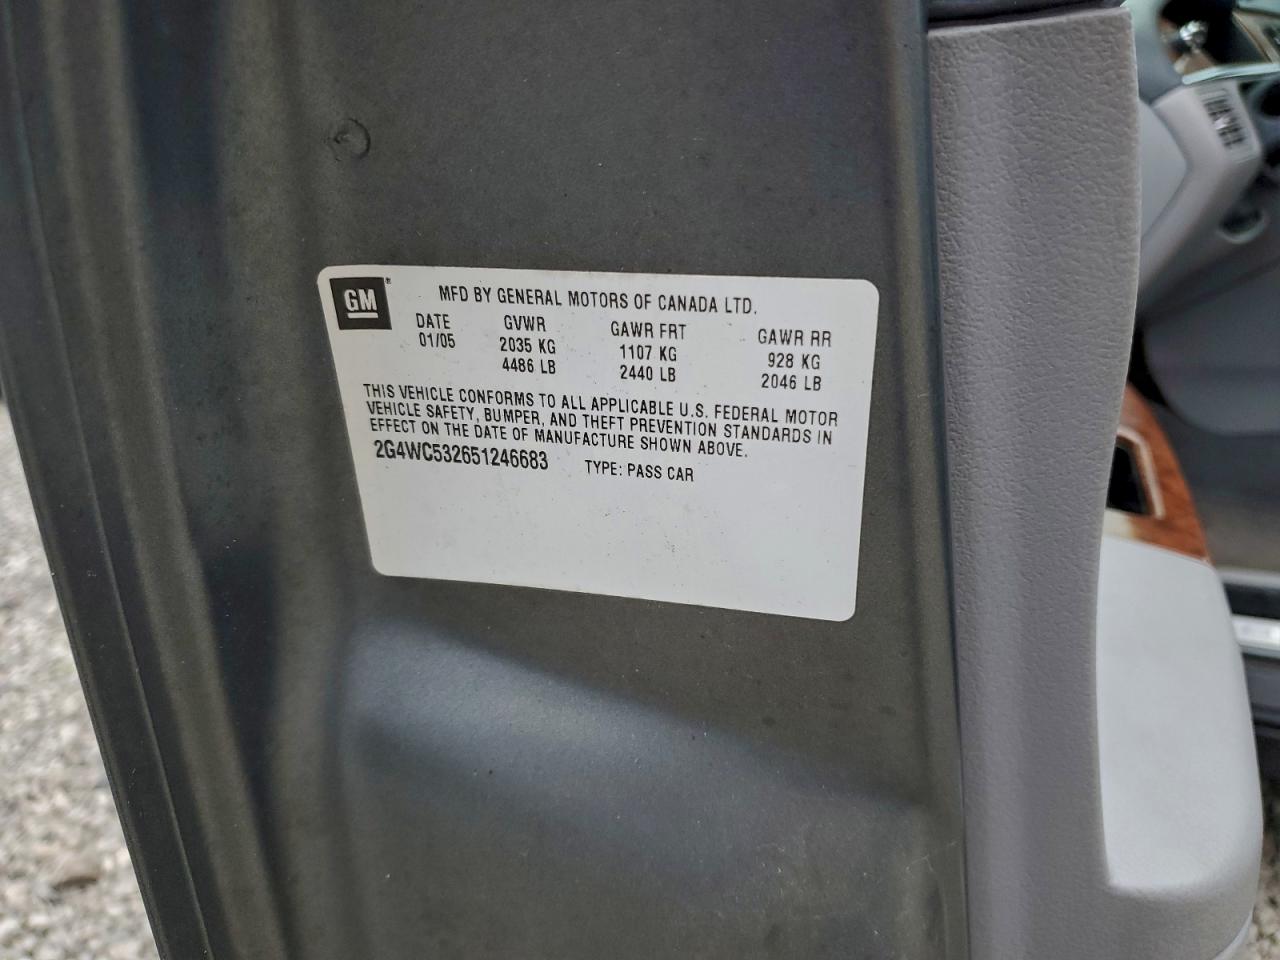 GM
MFD BY GENERAL MOTORS OF CANADA LTD.
DATE GVWR GAWR FRT GAWR RR
01/05 2035 KG 1107 KG 928 KG
4486 LB 2440 LB 2046 LB
THIS VEHICLE CONFORMS TO ALL APPLICABLE U.S. FEDERAL MOTOR
VEHICLE SAFETY, BUMPER, AND THEFT PREVENTION STANDARDS IN
EFFECT ON THE DATE OF MANUFACTURE SHOWN ABOVE.
2G4WC532651246683 TYPE: PASS CAR